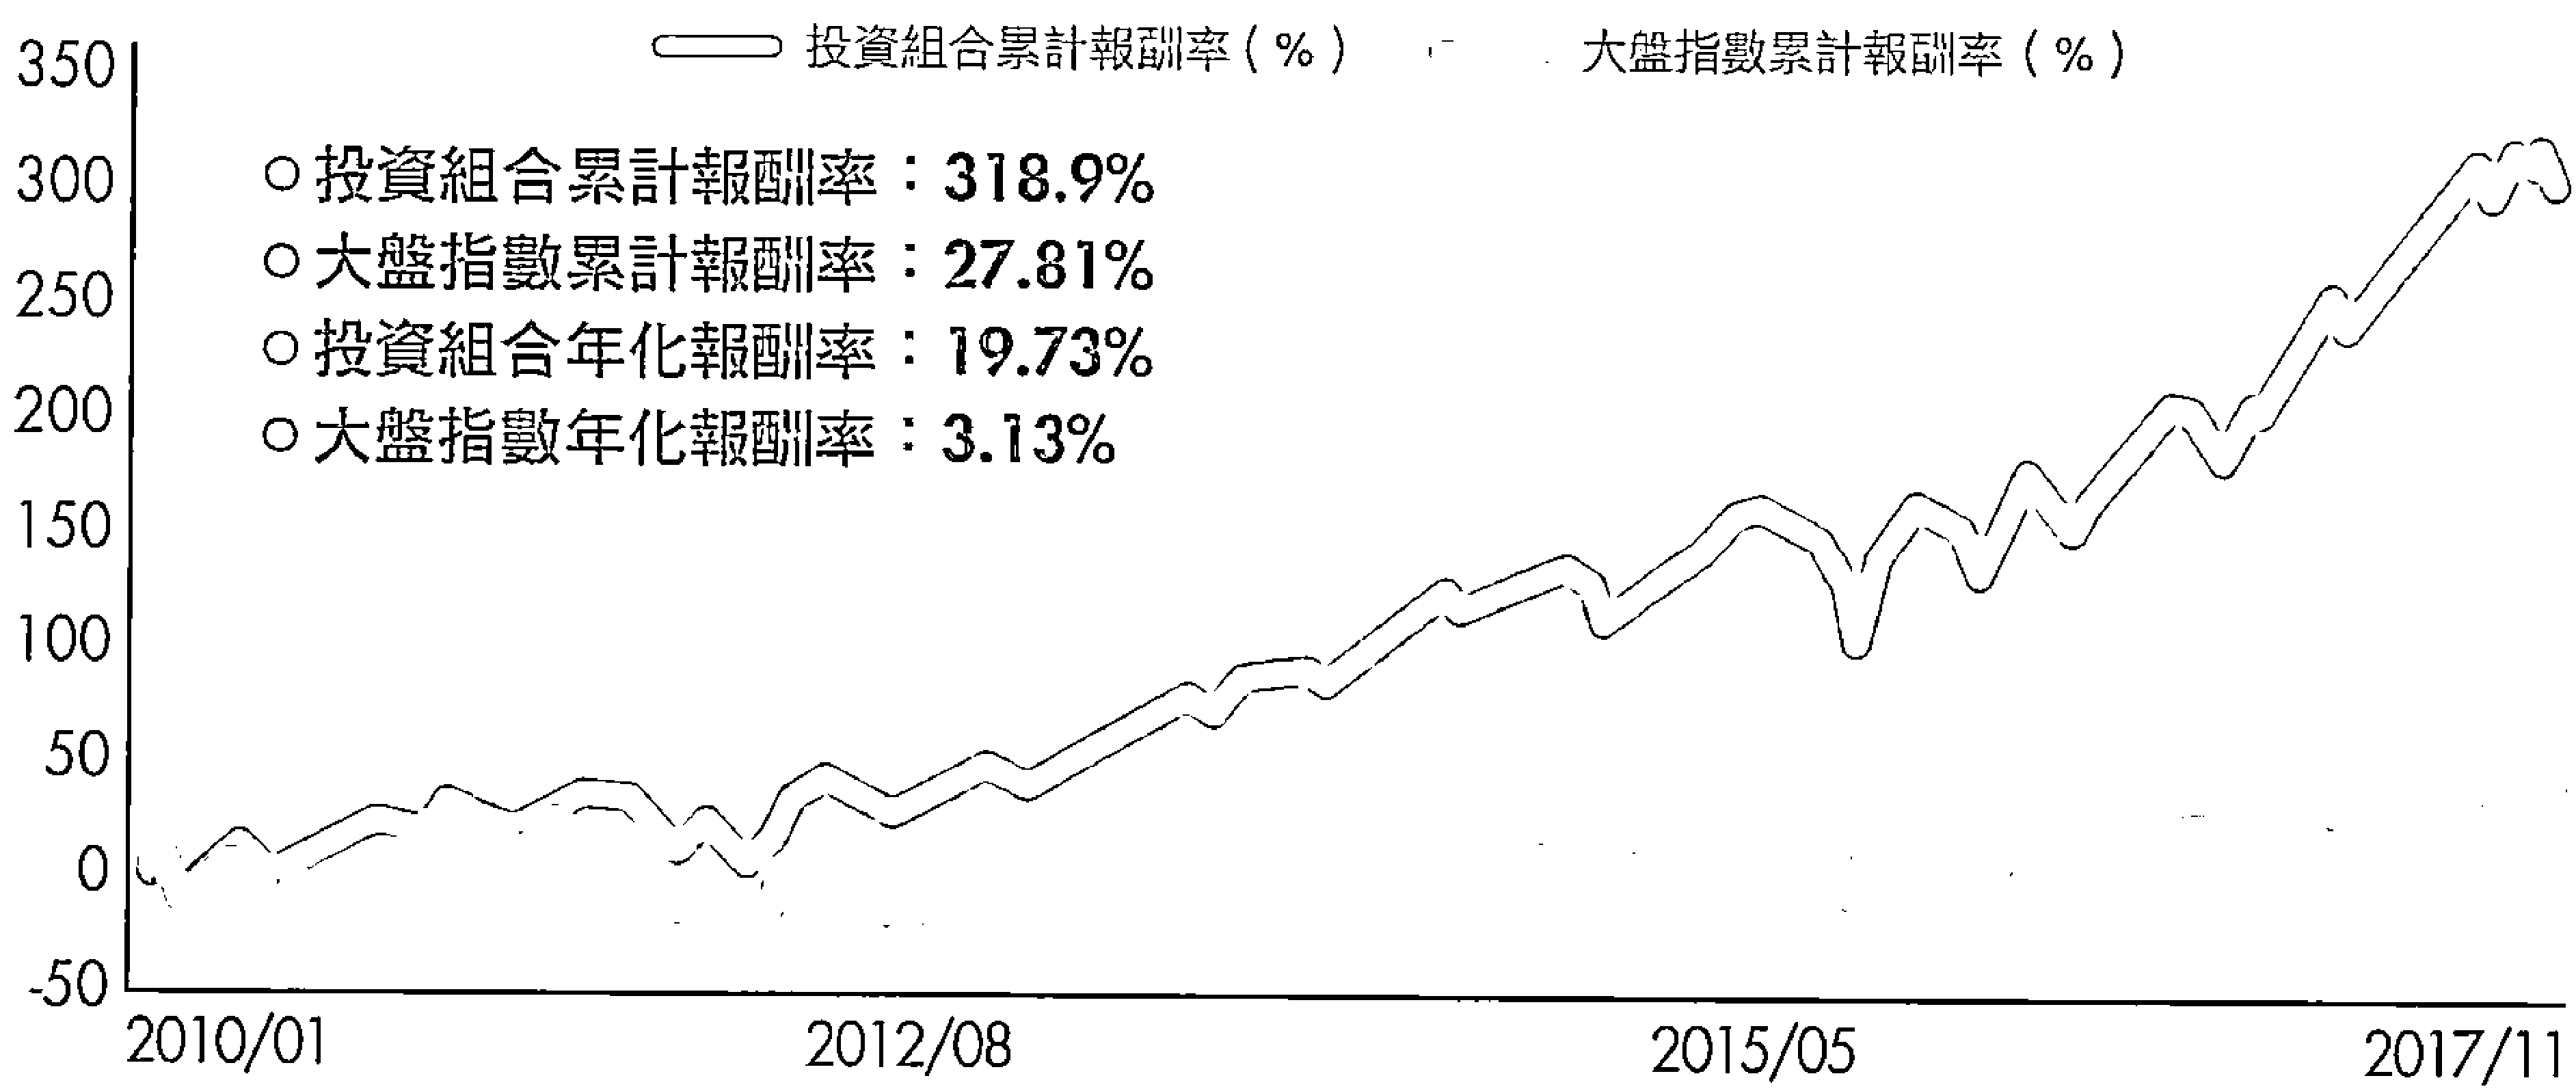 投資組合累計報酬率（%） 大盤指數累計報酬率（%）
350
300
250
200
150
100
50
0
-50
○投資組合累計報酬率：318.9%
○大盤指數累計報酬率：27.81%
○投資組合年化報酬率：19.73%
○大盤指數年化報酬率：3.13%
2010/01 2012/08 2015/05 2017/11